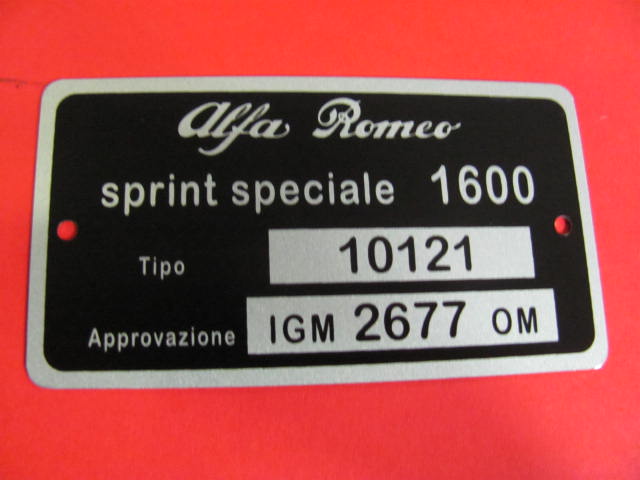 Alfa Romeo
sprint speciale 1600
Tipo 10121
Approvazione IGM 2677 OM